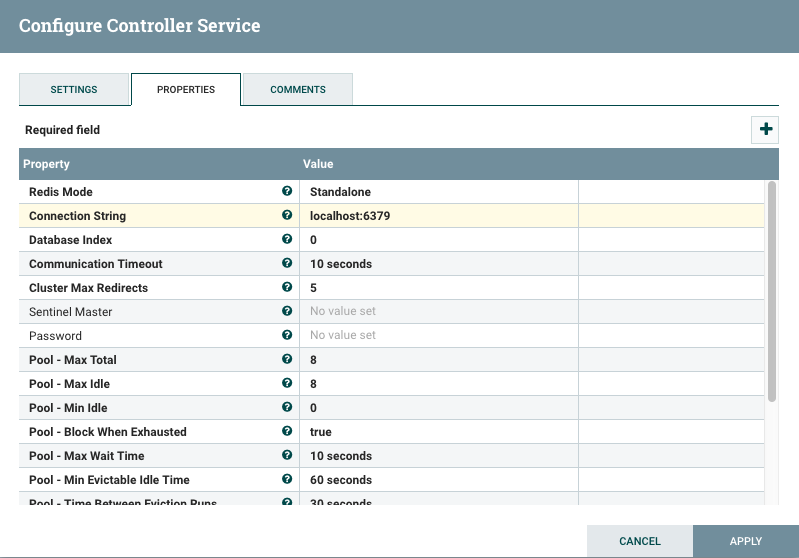 Configure Controller Service
SETTINGS PROPERTIES COMMENTS
Required field
Property Value
Redis Mode Standalone
Connection String localhost:6379
Database Index 0
Communication Timeout 10 seconds
Cluster Max Redirects 5
Sentinel Master No value set
Password No value set
Pool - Max Total 8
Pool - Max Idle 8
Pool - Min Idle 0
Pool - Block When Exhausted true
Pool - Max Wait Time 10 seconds
Pool - Min Evictable Idle Time 60 seconds
Pool - Time Between Eviction Runs 30 seconds
CANCEL APPLY